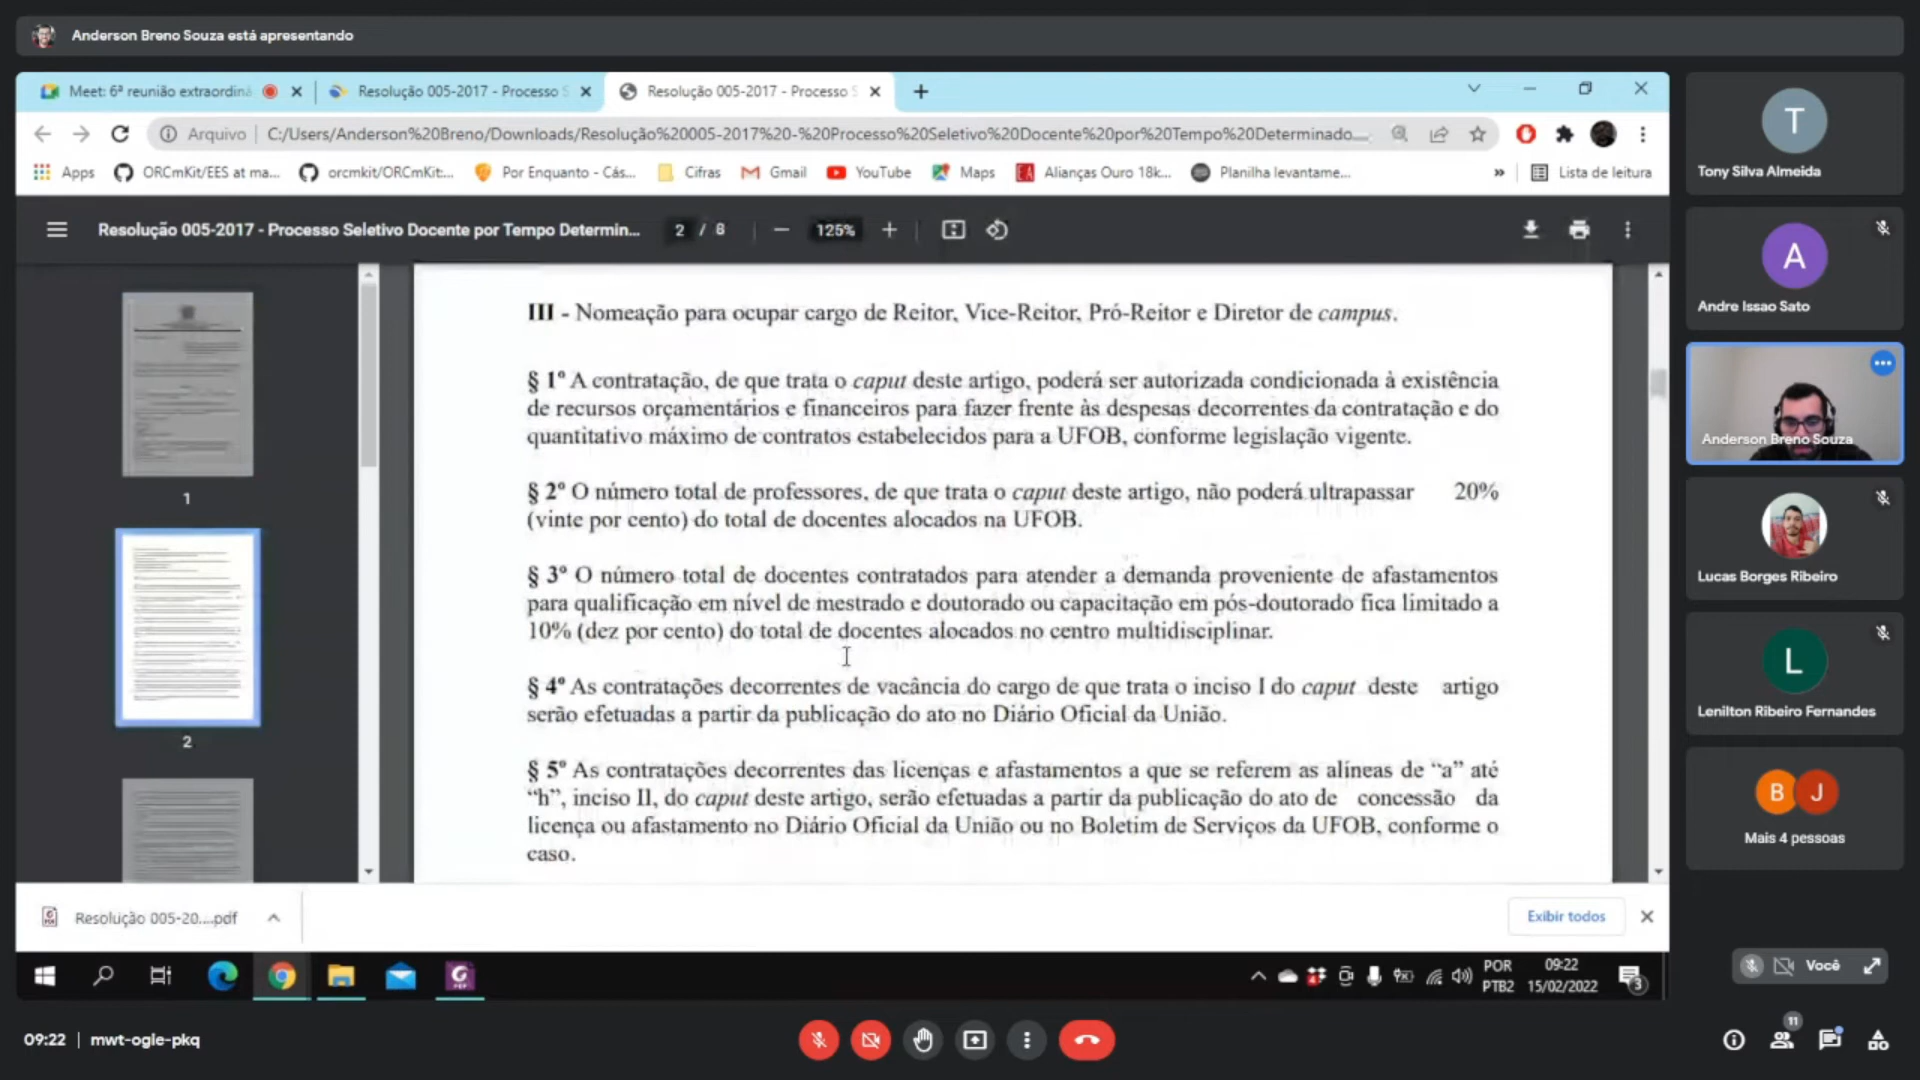 Anderson Breno Souza está apresentando
Meet: 6ª reunião extraordiná
Resolução 005-2017 - Processo S
Resolução 005-2017 - Processo S
Arquivo | C:/Users/Anderson%20Breno/Downloads/Resolução%20005-2017%20-%20Processo%20Seletivo%20Docente%20por%20Tempo%20Determinado....
Apps
ORCmKit/EES at ma...
orcmkit/ORCmKit:...
Por Enquanto - Cás...
Cifras
Gmail
YouTube
Maps
Alianças Ouro 18k...
Planilha levantame...
»
Lista de leitura
Resolução 005-2017 - Processo Seletivo Docente por Tempo Determin...
2 / 8
125%
1
2
III - Nomeação para ocupar cargo de Reitor, Vice-Reitor, Pró-Reitor e Diretor de campus.
§ 1º A contratação, de que trata o caput deste artigo, poderá ser autorizada condicionada à existência
de recursos orçamentários e financeiros para fazer frente às despesas decorrentes da contratação e do
quantitativo máximo de contratos estabelecidos para a UFOB, conforme legislação vigente.
§ 2º O número total de professores, de que trata o caput deste artigo, não poderá ultrapassar 20%
(vinte por cento) do total de docentes alocados na UFOB.
§ 3º O número total de docentes contratados para atender a demanda proveniente de afastamentos
para qualificação em nível de mestrado e doutorado ou capacitação em pós-doutorado fica limitado a
10% (dez por cento) do total de docentes alocados no centro multidisciplinar.
§ 4º As contratações decorrentes de vacância do cargo de que trata o inciso I do caput deste artigo
serão efetuadas a partir da publicação do ato no Diário Oficial da União.
§ 5º As contratações decorrentes das licenças e afastamentos a que se referem as alíneas de “a” até
“h”, inciso II, do caput deste artigo, serão efetuadas a partir da publicação do ato de concessão da
licença ou afastamento no Diário Oficial da União ou no Boletim de Serviços da UFOB, conforme o
caso.
Resolução 005-20....pdf
Exibir todos
POR
PTB2
09:22
15/02/2022
3
T
Tony Silva Almeida
A
Andre Issao Sato
Anderson Breno Souza
Lucas Borges Ribeiro
L
Lenilton Ribeiro Fernandes
B
J
Mais 4 pessoas
Você
09:22 | mwt-ogle-pkq
11